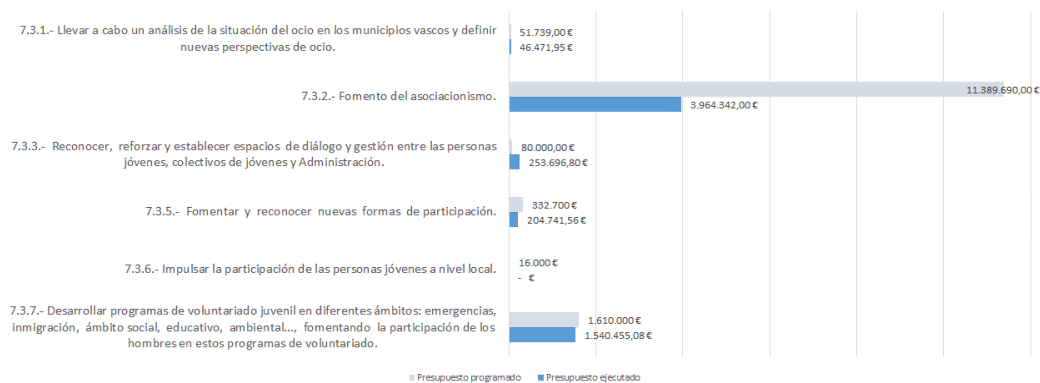 7.3.1.- Llevar a cabo un análisis de la situación del ocio en los municipios vascos y definir
nuevas perspectivas de ocio.
51.739,00 €
46.471,95 €
7.3.2.- Fomento del asociacionismo.
11.389.690,00 €
3.964.342,00 €
7.3.3.- Reconocer, reforzar y establecer espacios de diálogo y gestión entre las personas
jóvenes, colectivos de jóvenes y Administración.
80.000,00 €
253.696,80 €
7.3.5.- Fomentar y reconocer nuevas formas de participación.
332.700 €
204.741,56 €
7.3.6.- Impulsar la participación de las personas jóvenes a nivel local.
16.000 €
- €
7.3.7.- Desarrollar programas de voluntariado juvenil en diferentes ámbitos: emergencias,
inmigración, ámbito social, educativo, ambiental..., fomentando la participación de los
hombres en estos programas de voluntariado.
1.610.000 €
1.540.455,08 €
Presupuesto programado Presupuesto ejecutado